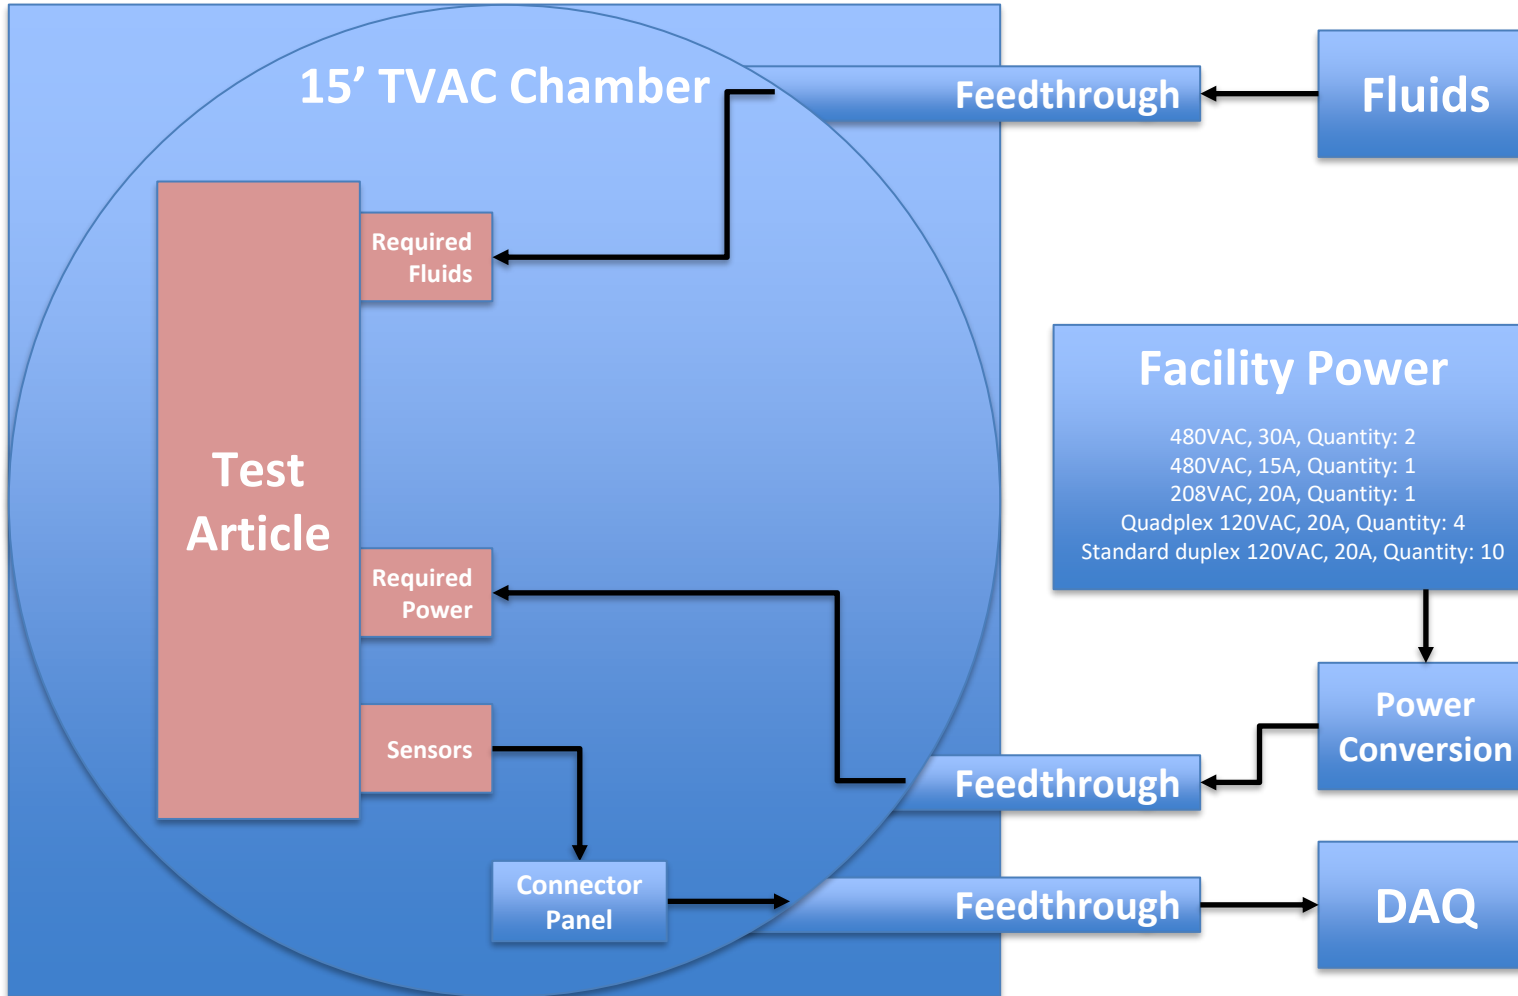 15’ TVAC Chamber
Feedthrough
Fluids
Required
Fluids
Facility Power
480VAC, 30A, Quantity: 2
480VAC, 15A, Quantity: 1
208VAC, 20A, Quantity: 1
Quadplex 120VAC, 20A, Quantity: 4
Standard duplex 120VAC, 20A, Quantity: 10
Test
Article
Required
Power
Power
Conversion
Sensors
Feedthrough
Connector
Panel
Feedthrough
DAQ